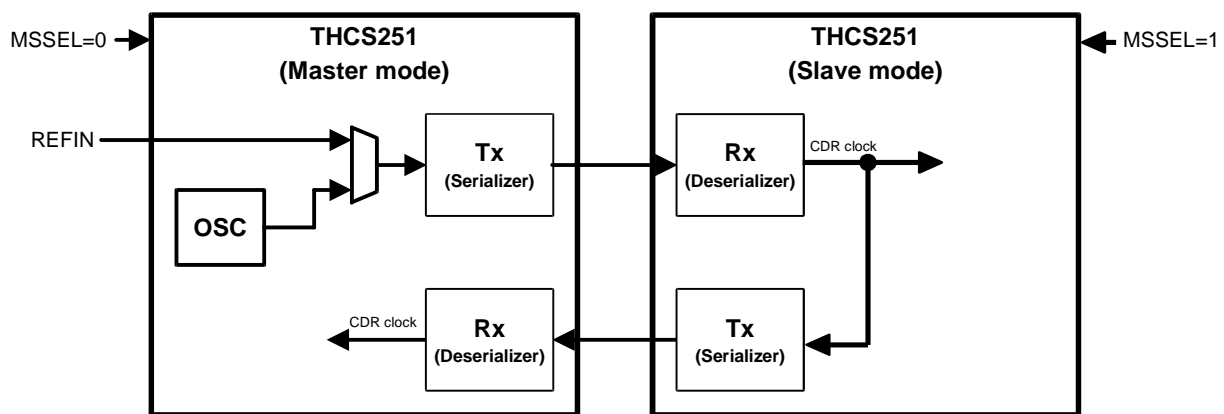 MSSEL=0
THCS251
(Master mode)
THCS251
(Slave mode)
MSSEL=1
REFIN
OSC
Tx
(Serializer)
Rx
(Deserializer)
CDR clock
CDR clock
Rx
(Deserializer)
Tx
(Serializer)